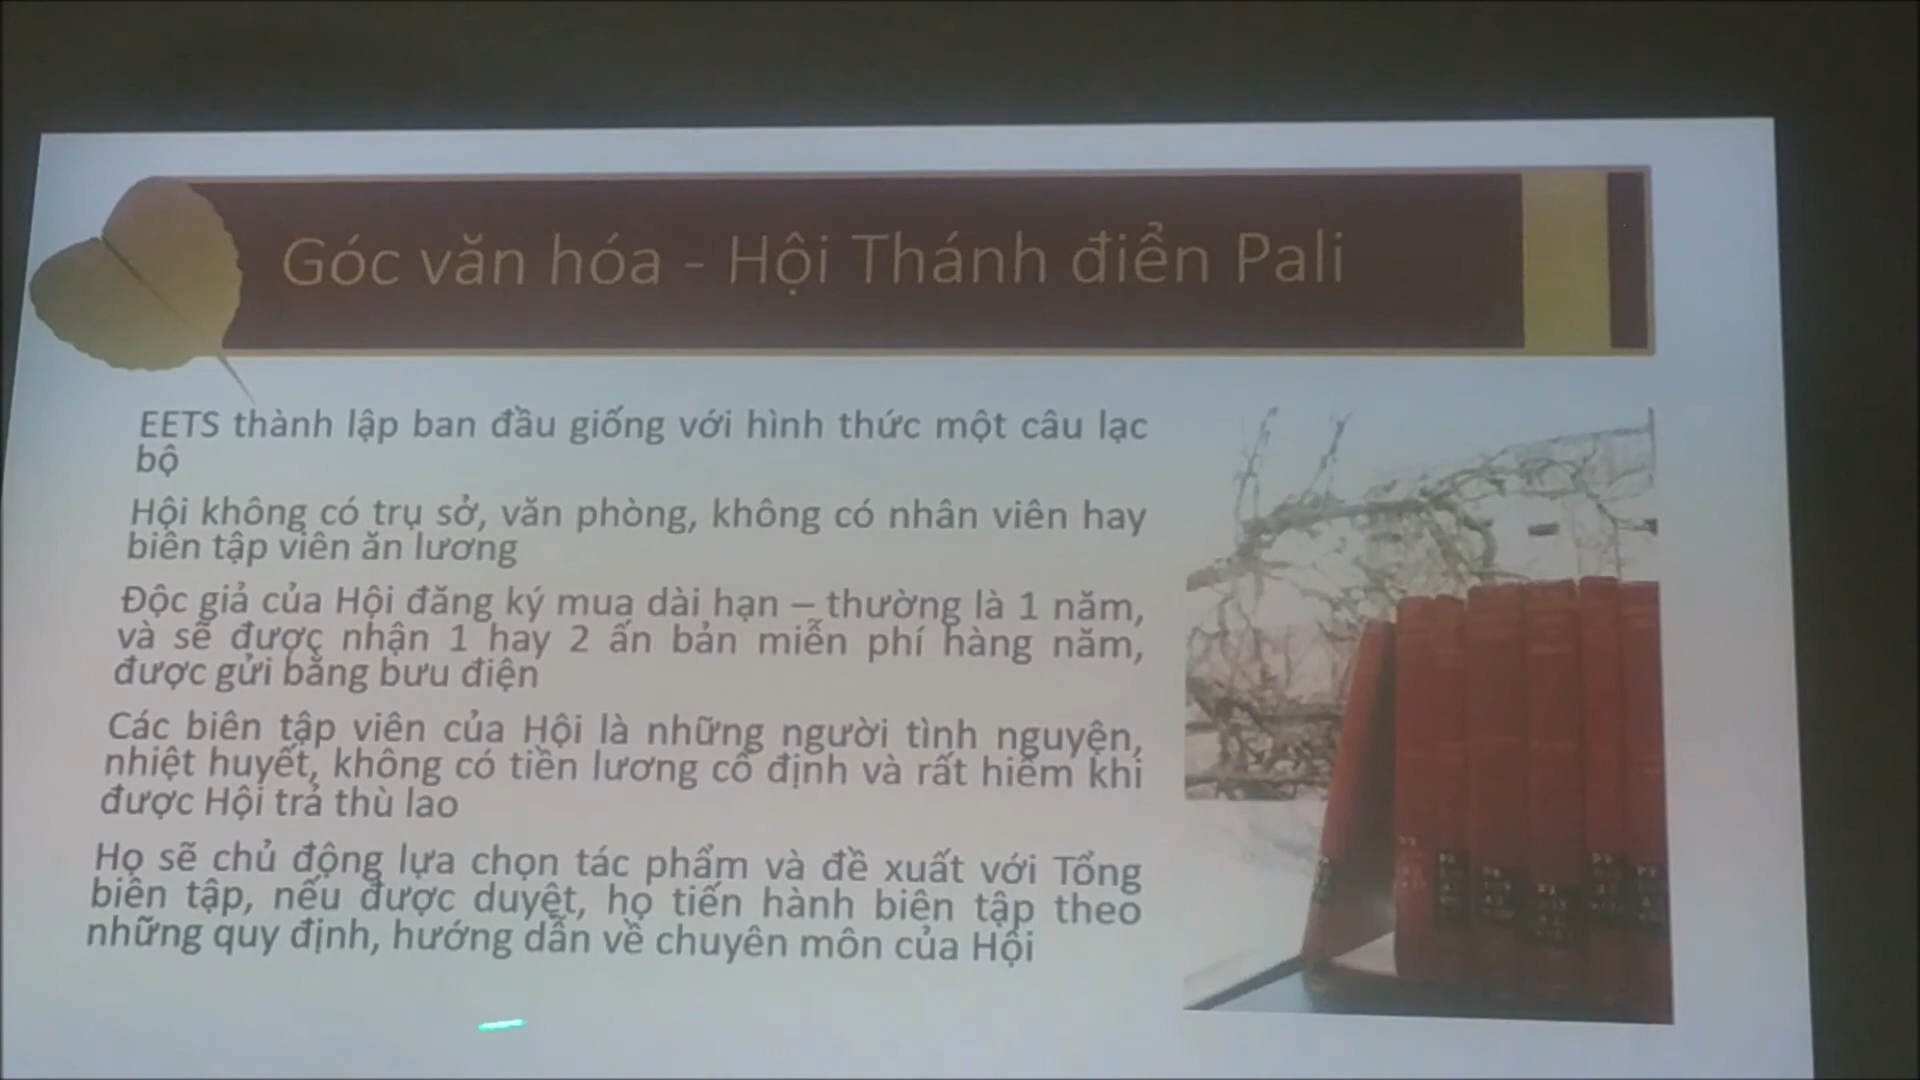 Góc văn hóa - Hội Thánh điển Pali
EETS thành lập ban đầu giống với hình thức một câu lạc
bộ
Hội không có trụ sở, văn phòng, không có nhân viên hay
biên tập viên ăn lương
Độc giả của Hội đăng ký mua dài hạn – thường là 1 năm,
và sẽ được nhận 1 hay 2 ấn bản miễn phí hàng năm,
được gửi bằng bưu điện
Các biên tập viên của Hội là những người tình nguyện,
nhiệt huyết, không có tiền lương cố định và rất hiếm khi
được Hội trả thù lao
Họ sẽ chủ động lựa chọn tác phẩm và đề xuất với Tổng
biên tập, nếu được duyệt, họ tiến hành biên tập theo
những quy định, hướng dẫn về chuyên môn của Hội